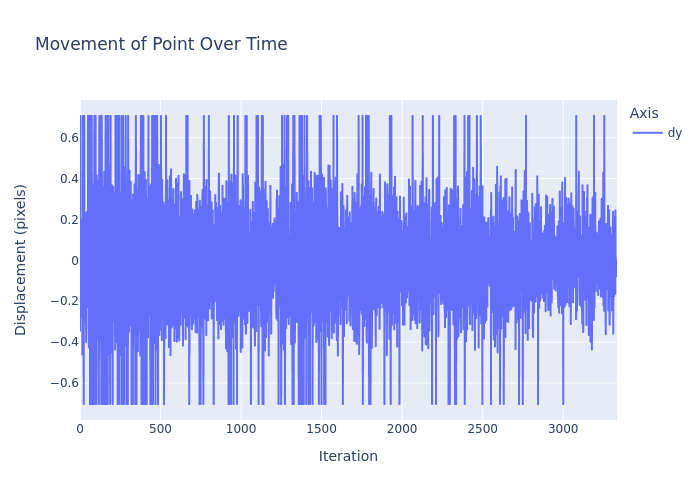 Movement of Point Over Time
Axis
dy
0.6
0.4
0.2
0
−0.2
−0.4
−0.6
Displacement (pixels)
0
500
1000
1500
2000
2500
3000
Iteration